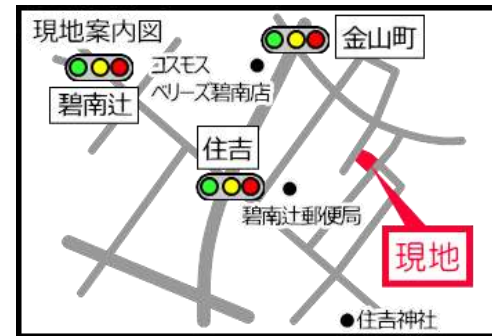 現地案内図
金山町
コスモス
ベリーズ碧南店
碧南辻
住吉
碧南辻郵便局
現地
住吉神社